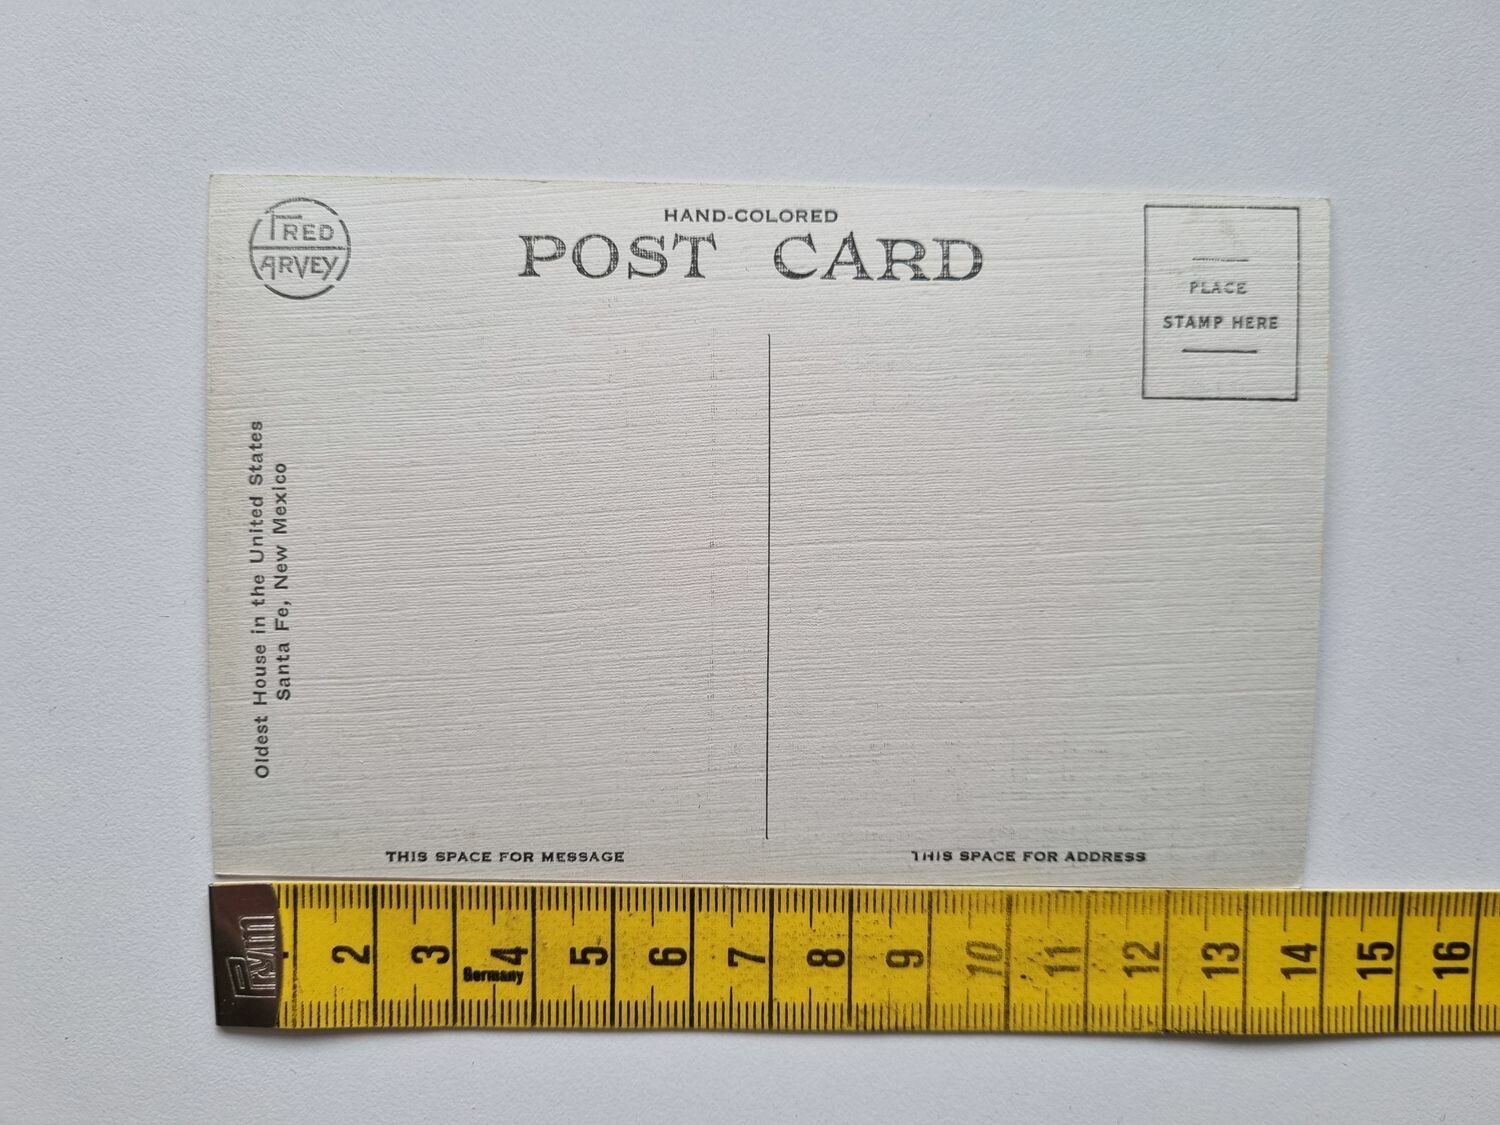 FRED
HARVEY
HAND-COLORED
POST CARD
PLACE
STAMP HERE
Oldest House in the United States
Santa Fe, New Mexico
THIS SPACE FOR MESSAGE
THIS SPACE FOR ADDRESS
Prym
1 2 3 4 5 6 7 8 9 10 11 12 13 14 15 16
Germany